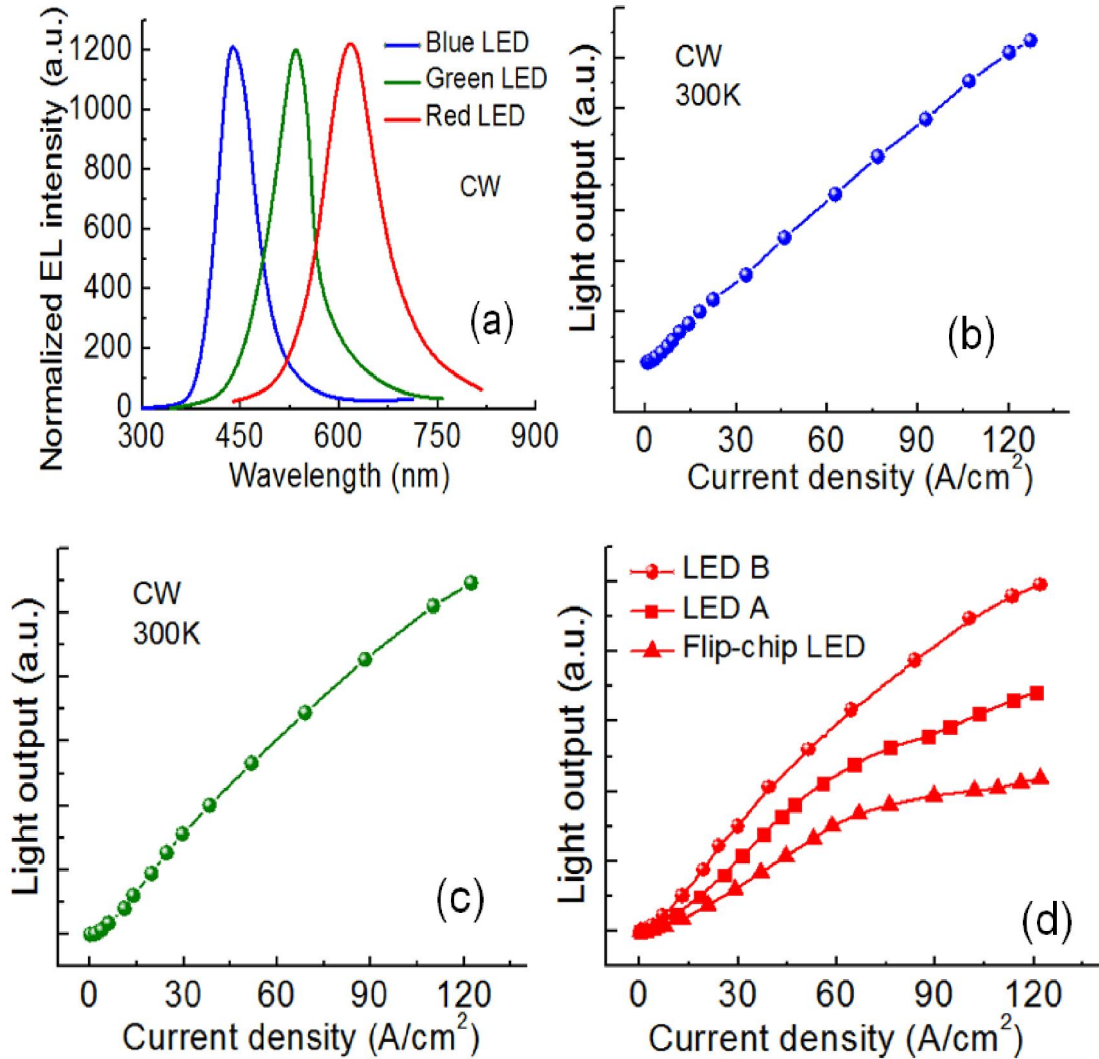 Normalized EL intensity (a.u.)
1200
1000
800
600
400
200
0
Blue LED
Green LED
Red LED
CW
(a)
300 450 600 750 900
Wavelength (nm)
Light output (a.u.)
CW
300K
(b)
0 30 60 90 120
Current density (A/cm²)
Light output (a.u.)
CW
300K
(c)
0 30 60 90 120
Current density (A/cm²)
Light output (a.u.)
LED B
LED A
Flip-chip LED
(d)
0 30 60 90 120
Current density (A/cm²)